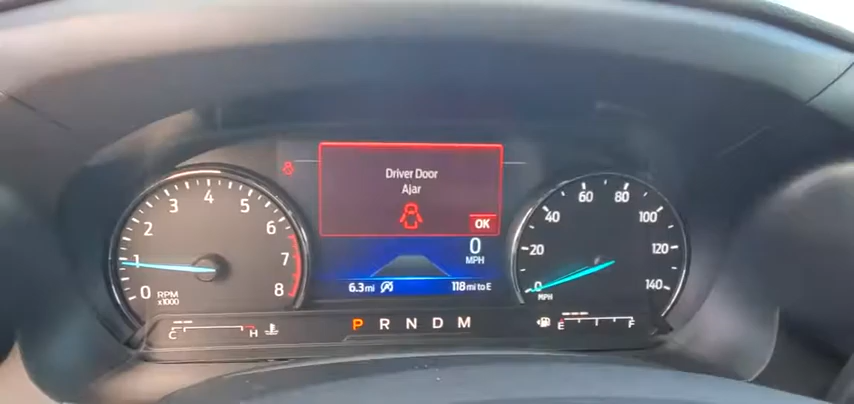 Driver Door
Ajar
OK
0
MPH
6.3 mi
118 mi to E
0
1
2
3
4
5
6
7
8
RPM
x1000
0
20
40
60
80
100
120
140
MPH
C
H
P R N D M
E
F